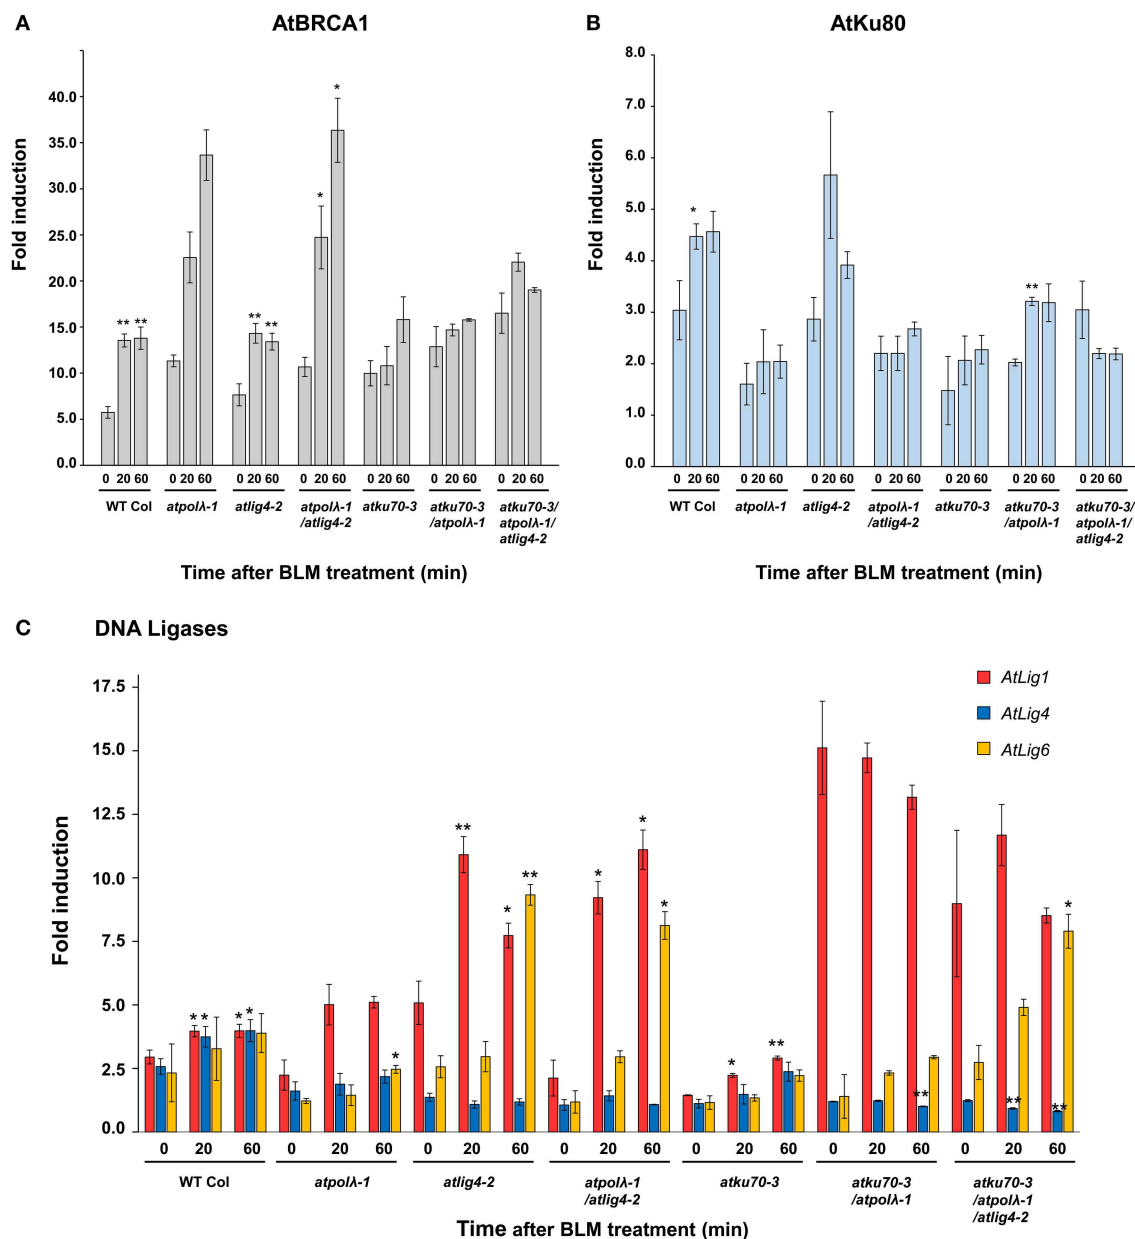 A
AtBRCA1
Fold induction
40.0
35.0
30.0
25.0
20.0
15.0
10.0
5.0
0.0
** **
** **
*
*
0 20 60 0 20 60 0 20 60 0 20 60 0 20 60 0 20 60 0 20 60
WT Col atpolλ-1 atlig4-2 atpolλ-1 atku70-3 atku70-3 atku70-3/
/atlig4-2 /atpolλ-1 atpolλ-1/
atlig4-2
Time after BLM treatment (min)
B
AtKu80
Fold induction
8.0
7.0
6.0
5.0
4.0
3.0
2.0
1.0
0.0
*
**
0 20 60 0 20 60 0 20 60 0 20 60 0 20 60 0 20 60 0 20 60
WT Col atpolλ-1 atlig4-2 atpolλ-1 atku70-3 atku70-3 atku70-3/
/atlig4-2 /atpolλ-1 atpolλ-1/
atlig4-2
Time after BLM treatment (min)
C DNA Ligases
Fold induction
17.5
15.0
12.5
10.0
7.5
5.0
2.5
0.0
AtLig1
AtLig4
AtLig6
* * * * * ** * ** * * * * ** ** ** ** *
0 20 60 0 20 60 0 20 60 0 20 60 0 20 60 0 20 60 0 20 60
WT Col atpolλ-1 atlig4-2 atpolλ-1 atku70-3 atku70-3 atku70-3
/atlig4-2 /atpolλ-1 /atpolλ-1
/atlig4-2
Time after BLM treatment (min)